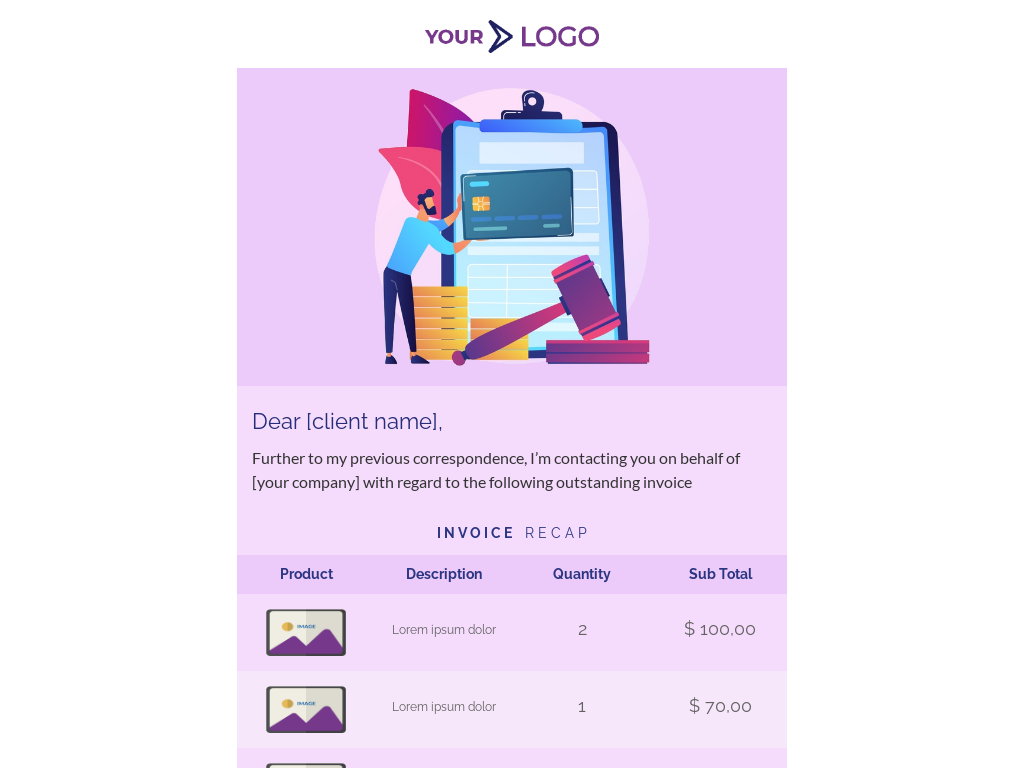 YOUR LOGO
Dear [client name],
Further to my previous correspondence, I'm contacting you on behalf of
[your company] with regard to the following outstanding invoice
INVOICE RECAP
Product Description Quantity Sub Total
IMAGE Lorem ipsum dolor 2 $ 100,00
IMAGE Lorem ipsum dolor 1 $ 70,00